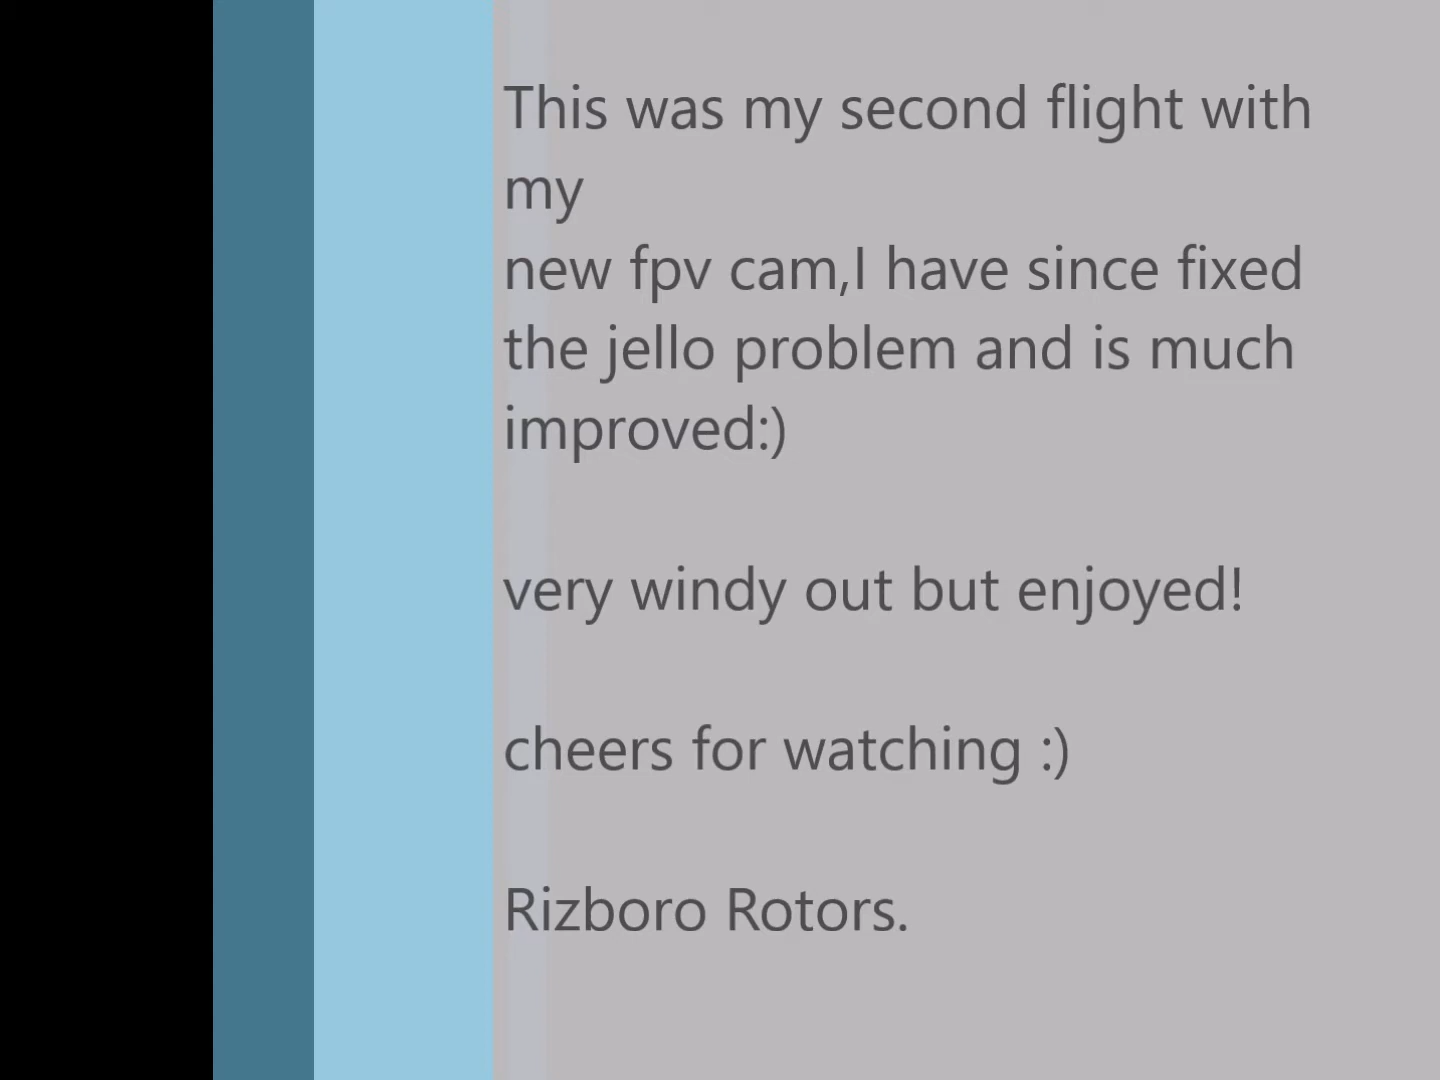 This was my second flight with
my
new fpv cam,I have since fixed
the jello problem and is much
improved:)
very windy out but enjoyed!
cheers for watching :)
Rizboro Rotors.